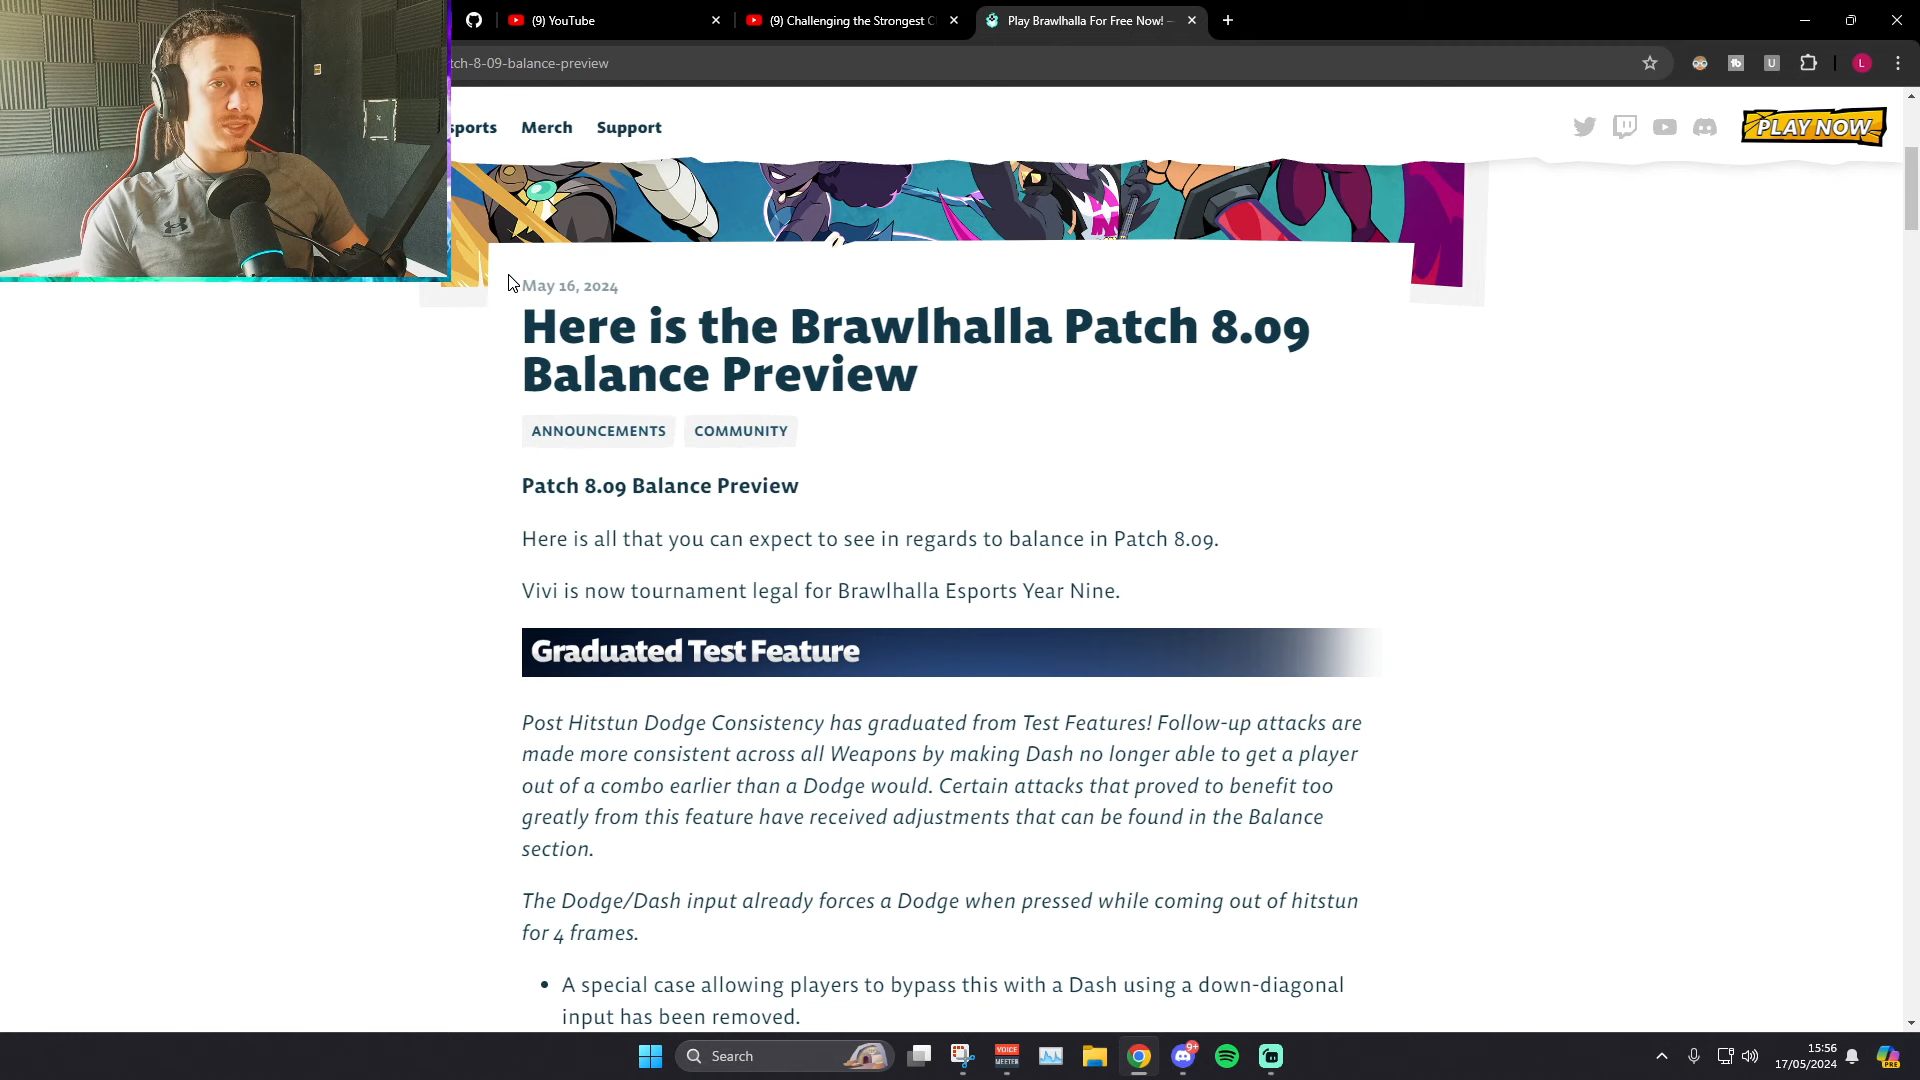 (9) YouTube
(9) Challenging the Strongest C
Play Brawlhalla For Free Now! –
tch-8-09-balance-preview
L
sports Merch Support
PLAY NOW
May 16, 2024
Here is the Brawlhalla Patch 8.09
Balance Preview
ANNOUNCEMENTS COMMUNITY
Patch 8.09 Balance Preview
Here is all that you can expect to see in regards to balance in Patch 8.09.
Vivi is now tournament legal for Brawlhalla Esports Year Nine.
Graduated Test Feature
Post Hitstun Dodge Consistency has graduated from Test Features! Follow-up attacks are
made more consistent across all Weapons by making Dash no longer able to get a player
out of a combo earlier than a Dodge would. Certain attacks that proved to benefit too
greatly from this feature have received adjustments that can be found in the Balance
section.
The Dodge/Dash input already forces a Dodge when pressed while coming out of hitstun
for 4 frames.
• A special case allowing players to bypass this with a Dash using a down-diagonal
input has been removed.
Search
VOICE
MEETER
9+
15:56
17/05/2024
PRE